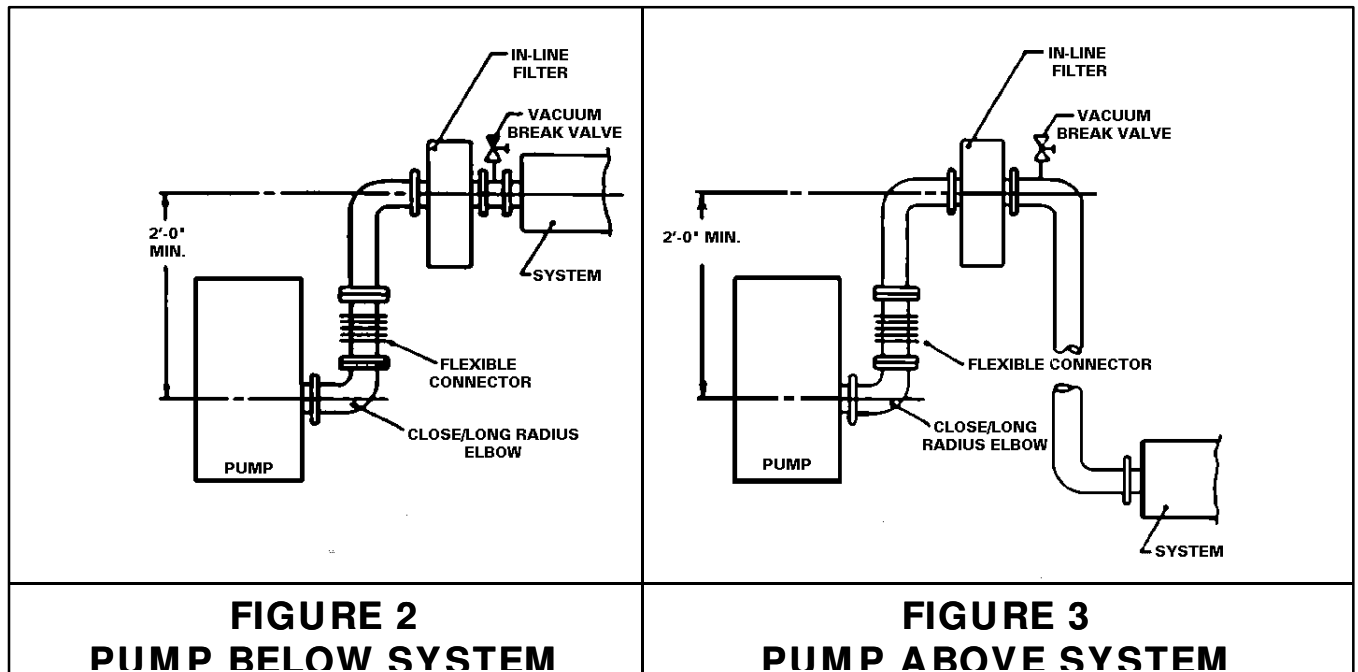 IN-LINE
FILTER
VACUUM
BREAK VALVE
2'-0"
MIN.
SYSTEM
FLEXIBLE
CONNECTOR
CLOSE/LONG RADIUS
ELBOW
PUMP
FIGURE 2
PUMP BELOW SYSTEM
IN-LINE
FILTER
VACUUM
BREAK VALVE
2'-0" MIN.
FLEXIBLE CONNECTOR
CLOSE/LONG
RADIUS ELBOW
PUMP
SYSTEM
FIGURE 3
PUMP ABOVE SYSTEM